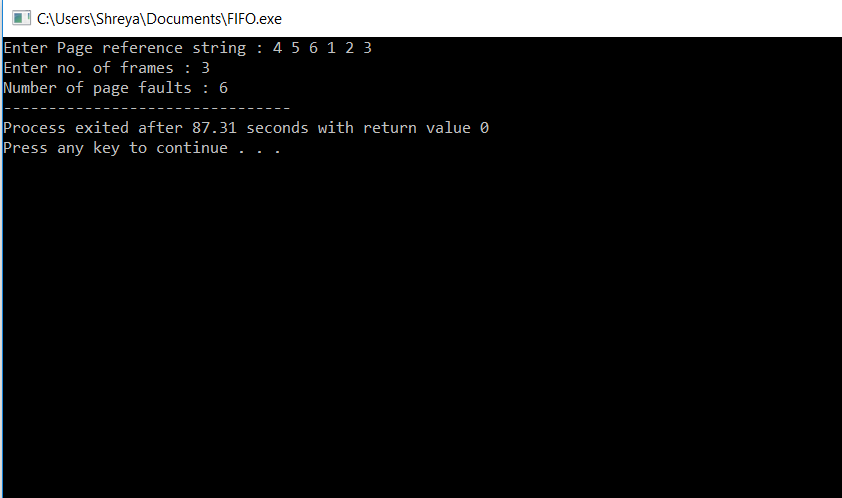 C:\Users\Shreya\Documents\FIFO.exe
Enter Page reference string : 4 5 6 1 2 3
Enter no. of frames : 3
Number of page faults : 6
--------------------------------
Process exited after 87.31 seconds with return value 0
Press any key to continue . . .